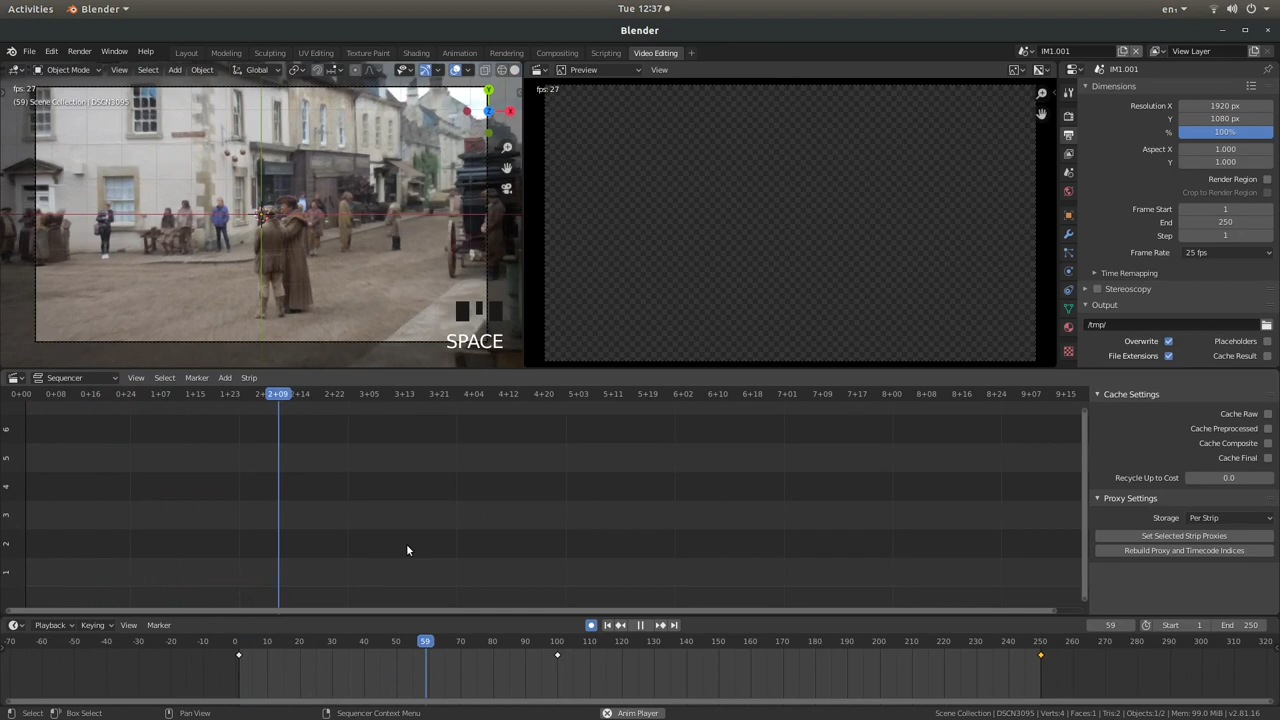 Activities Blender Tue 12:37 en₁
Blender
File Edit Render Window Help Layout Modeling Sculpting UV Editing Texture Paint Shading Animation Rendering Compositing Scripting Video Editing + IM1.001 View Layer
Object Mode View Select Add Object Global Preview View IM1.001
fps: 27
(59) Scene Collection | DSCN3095
Y
X
Z
SPACE
fps: 27
Dimensions
Resolution X 1920 px
Y 1080 px
% 100%
Aspect X 1.000
Y 1.000
Render Region
Crop to Render Region
Frame Start 1
End 250
Step 1
Frame Rate 25 fps
Time Remapping
Stereoscopy
Output
/tmp/
Overwrite Placeholders
File Extensions Cache Result
Sequencer View Select Marker Add Strip
0+00 0+08 0+16 0+24 1+07 1+15 1+23 2+09 2+14 2+22 3+05 3+13 3+21 4+04 4+12 4+20 5+03 5+11 5+19 6+02 6+10 6+18 7+01 7+09 7+17 8+00 8+08 8+16 8+24 9+07 9+15
6
5
4
3
2
1
Cache Settings
Cache Raw
Cache Preprocessed
Cache Composite
Cache Final
Recycle Up to Cost 0.0
Proxy Settings
Storage Per Strip
Set Selected Strip Proxies
Rebuild Proxy and Timecode Indices
Playback Keying View Marker 59 Start 1 End 250
-70 -60 -50 -40 -30 -20 -10 0 10 20 30 40 50 59 70 80 90 100 110 120 130 140 150 160 170 180 190 200 210 220 230 240 250 260 270 280 290 300 310 320
Select Box Select Pan View Sequencer Context Menu Anim Player Scene Collection | DSCN3095 | Verts:4 | Faces:1 | Tris:2 | Objects:1/2 | Mem: 99.0 MiB | v2.81.16